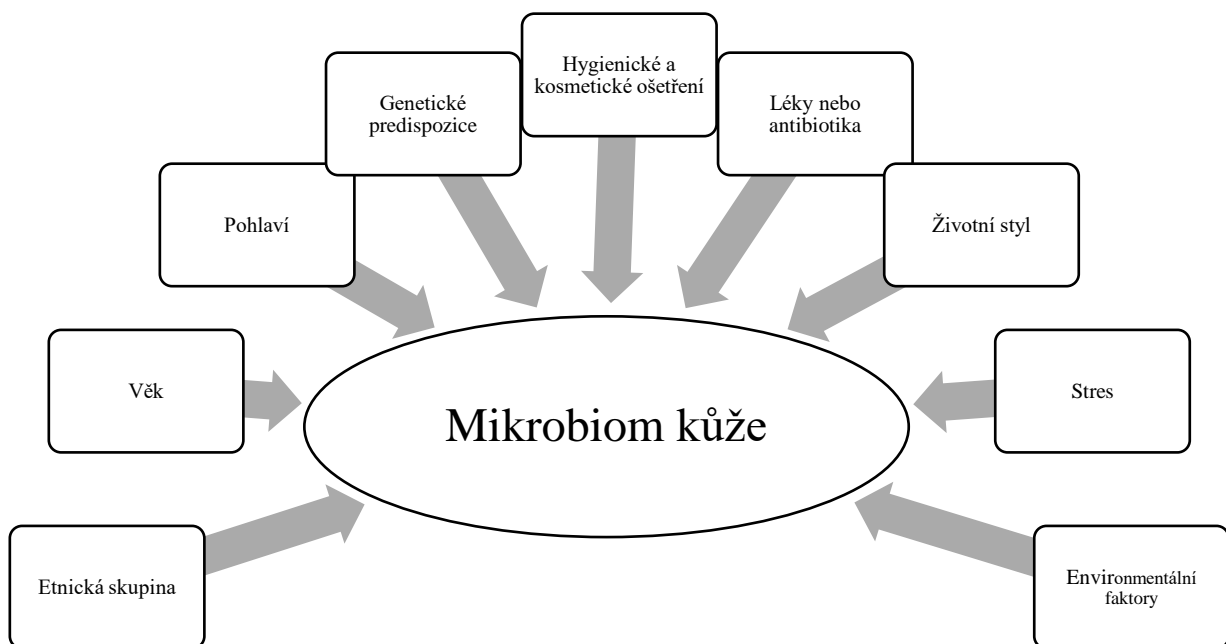 Hygienické a
kosmetické ošetření
Genetické
predispozice
Léky nebo
antibiotika
Pohlaví
Životní styl
Věk
Stres
Mikrobiom kůže
Etnická skupina
Environmentální
faktory